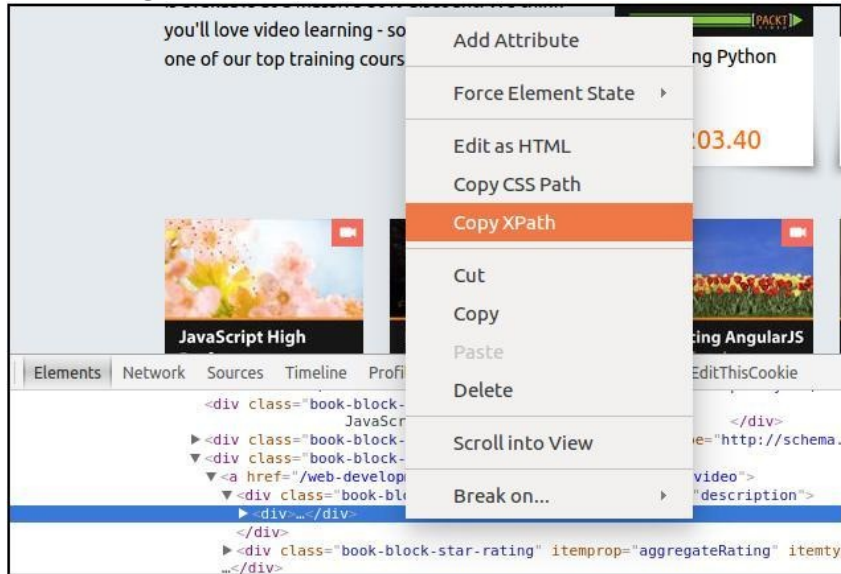 you'll love video learning - so
one of our top training cours
[PACKT]
VIDEO
ng Python
03.40
Add Attribute
Force Element State
Edit as HTML
Copy CSS Path
Copy XPath
Cut
Copy
Paste
Delete
Scroll into View
Break on...
JavaScript High
ing AngularJS
Elements Network Sources Timeline Profi EditThisCookie
<div class="book-block-
JavaScr </div>
▶<div class="book-block- e="http://schema.
▼<div class="book-block-
▼<a href="/web-develop video">
▼<div class="book-blo "description">
▶<div>…</div>
</div>
▶<div class="book-block-star-rating" itemprop="aggregateRating" itemty
…</div>